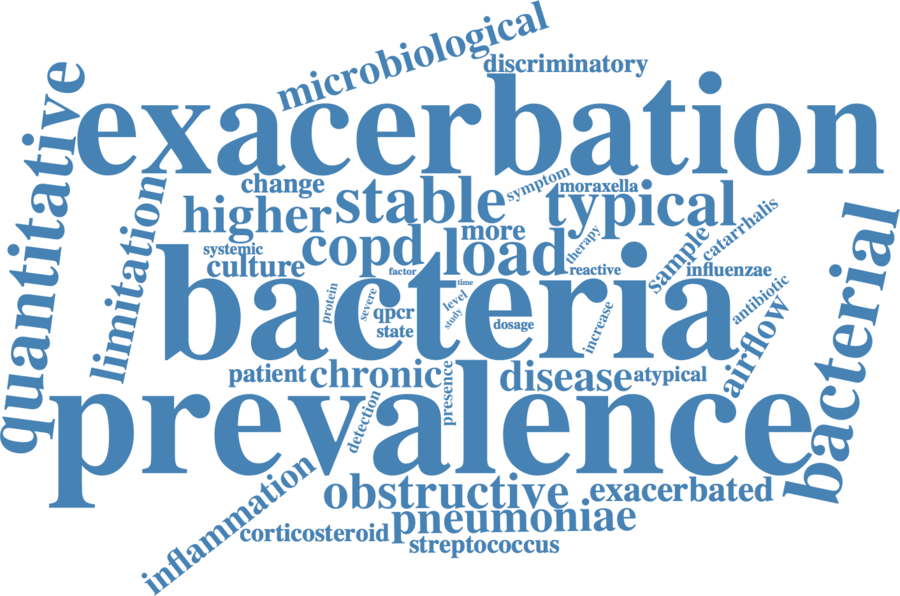 microbiological
discriminatory
quantitative
exacerbation
change
stable
symptom
moraxella
limitation
higher
typical
catarrhalis
copd
more
load
therapy
sample
systemic
culture
factor
reactive
influenzae
bacterial
bacteria
time
protein
severe
level
antibiotic
qpcr
study
dosage
increase
state
airflow
patient
chronic
presence
disease
atypical
prevalence
detection
inflammation
obstructive
exacerbated
corticosteroid
pneumoniae
streptococcus